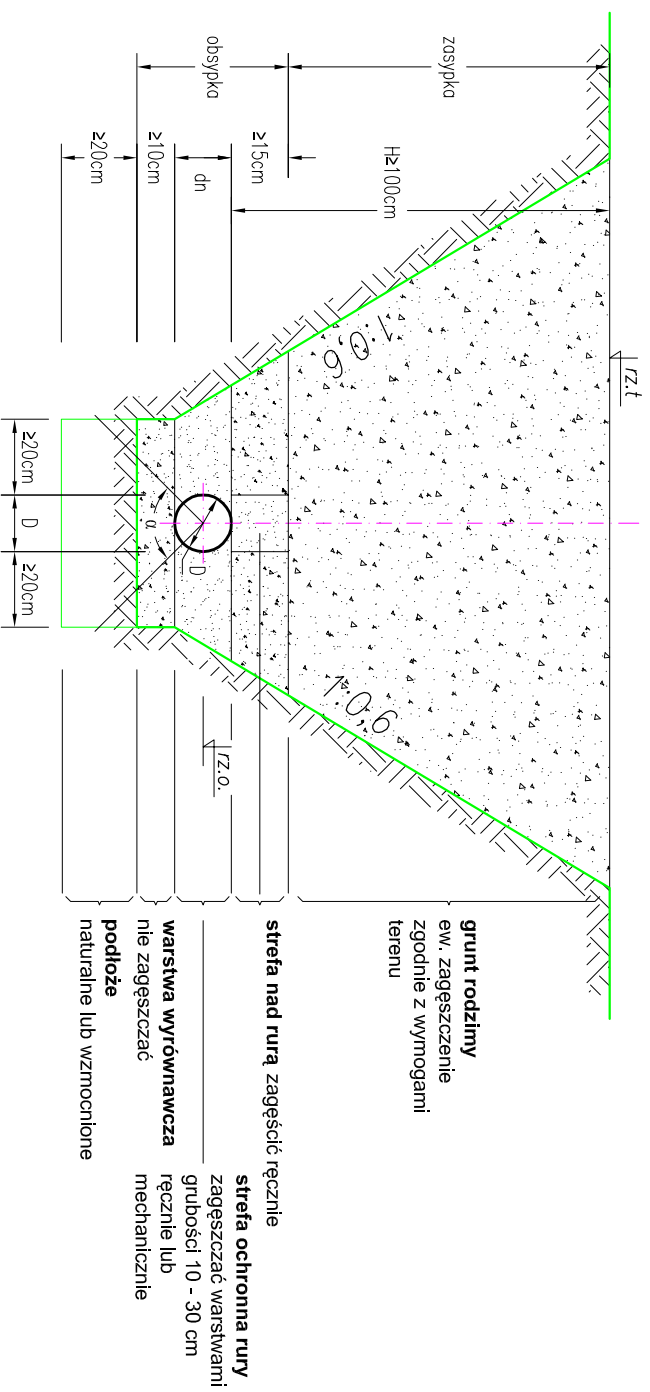 zasypka
obsypka
H≥100cm
≥15cm
dn
≥10cm
≥20cm
rz.t
1:0,6
1:0,6
rz.o.
D
α
≥20cm
D
≥20cm
grunt rodzimy
ew. zagęszczenie
zgodnie z wymogami
terenu
strefa nad rurą zagęścić ręcznie
strefa ochronna rury
zagęszczać warstwami
grubości 10 - 30 cm
ręcznie lub
mechanicznie
warstwa wyrównawcza
nie zagęszczać
podłoże
naturalne lub wzmocnione